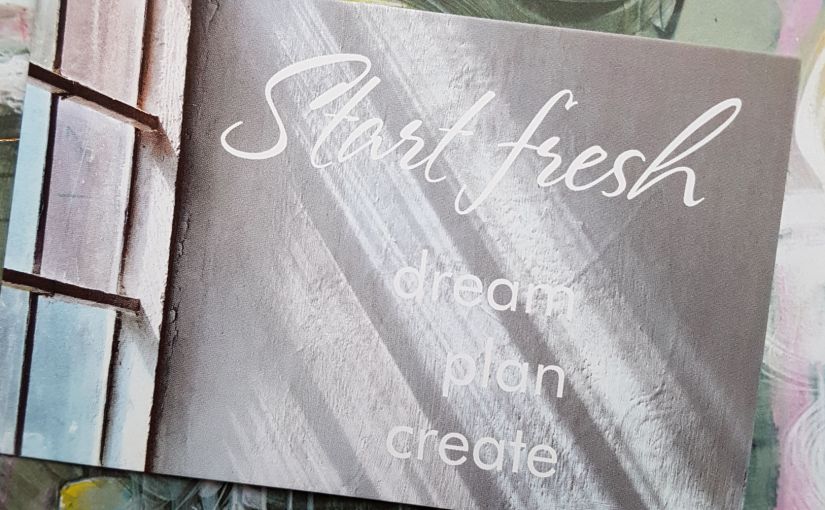 Start fresh
dream
plan
create